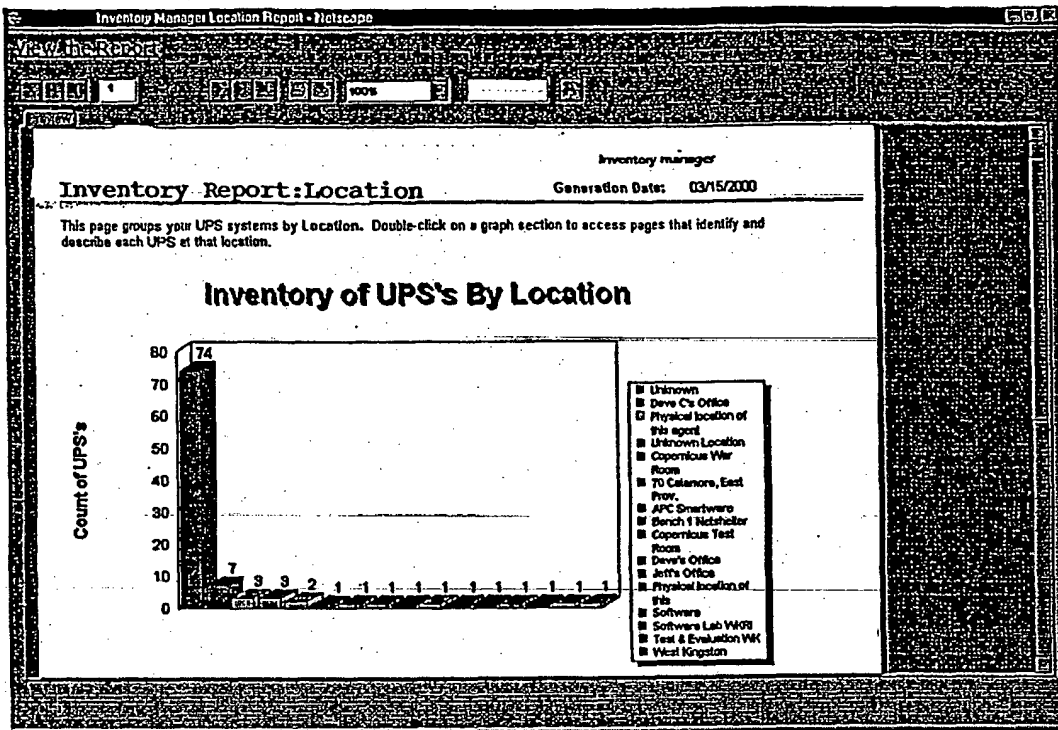 Inventory Manager Location Report - Netscape
View the Report
1
100%
Preview
Inventory manager
Inventory Report:Location
Generation Date: 03/15/2000
This page groups your UPS systems by Location. Double-click on a graph section to access pages that identify and
describe each UPS at that location.
Inventory of UPS's By Location
Count of UPS's
80
70
60
50
40
30
20
10
0
74
7
3
3
2
1 1 1 1 1 1 1 1 1 1 1
Unknown
Dave C's Office
Physical location of
this agent
Unknown Location
Copernicus War
Room
70 Catamore, East
Prov.
APC Smartware
Bench 1 Netshelter
Copernicus Test
Room
Dave's Office
Jeff's Office
Physical location of
this
Software
Software Lab WKRI
Test & Evaluation WK
West Kingston